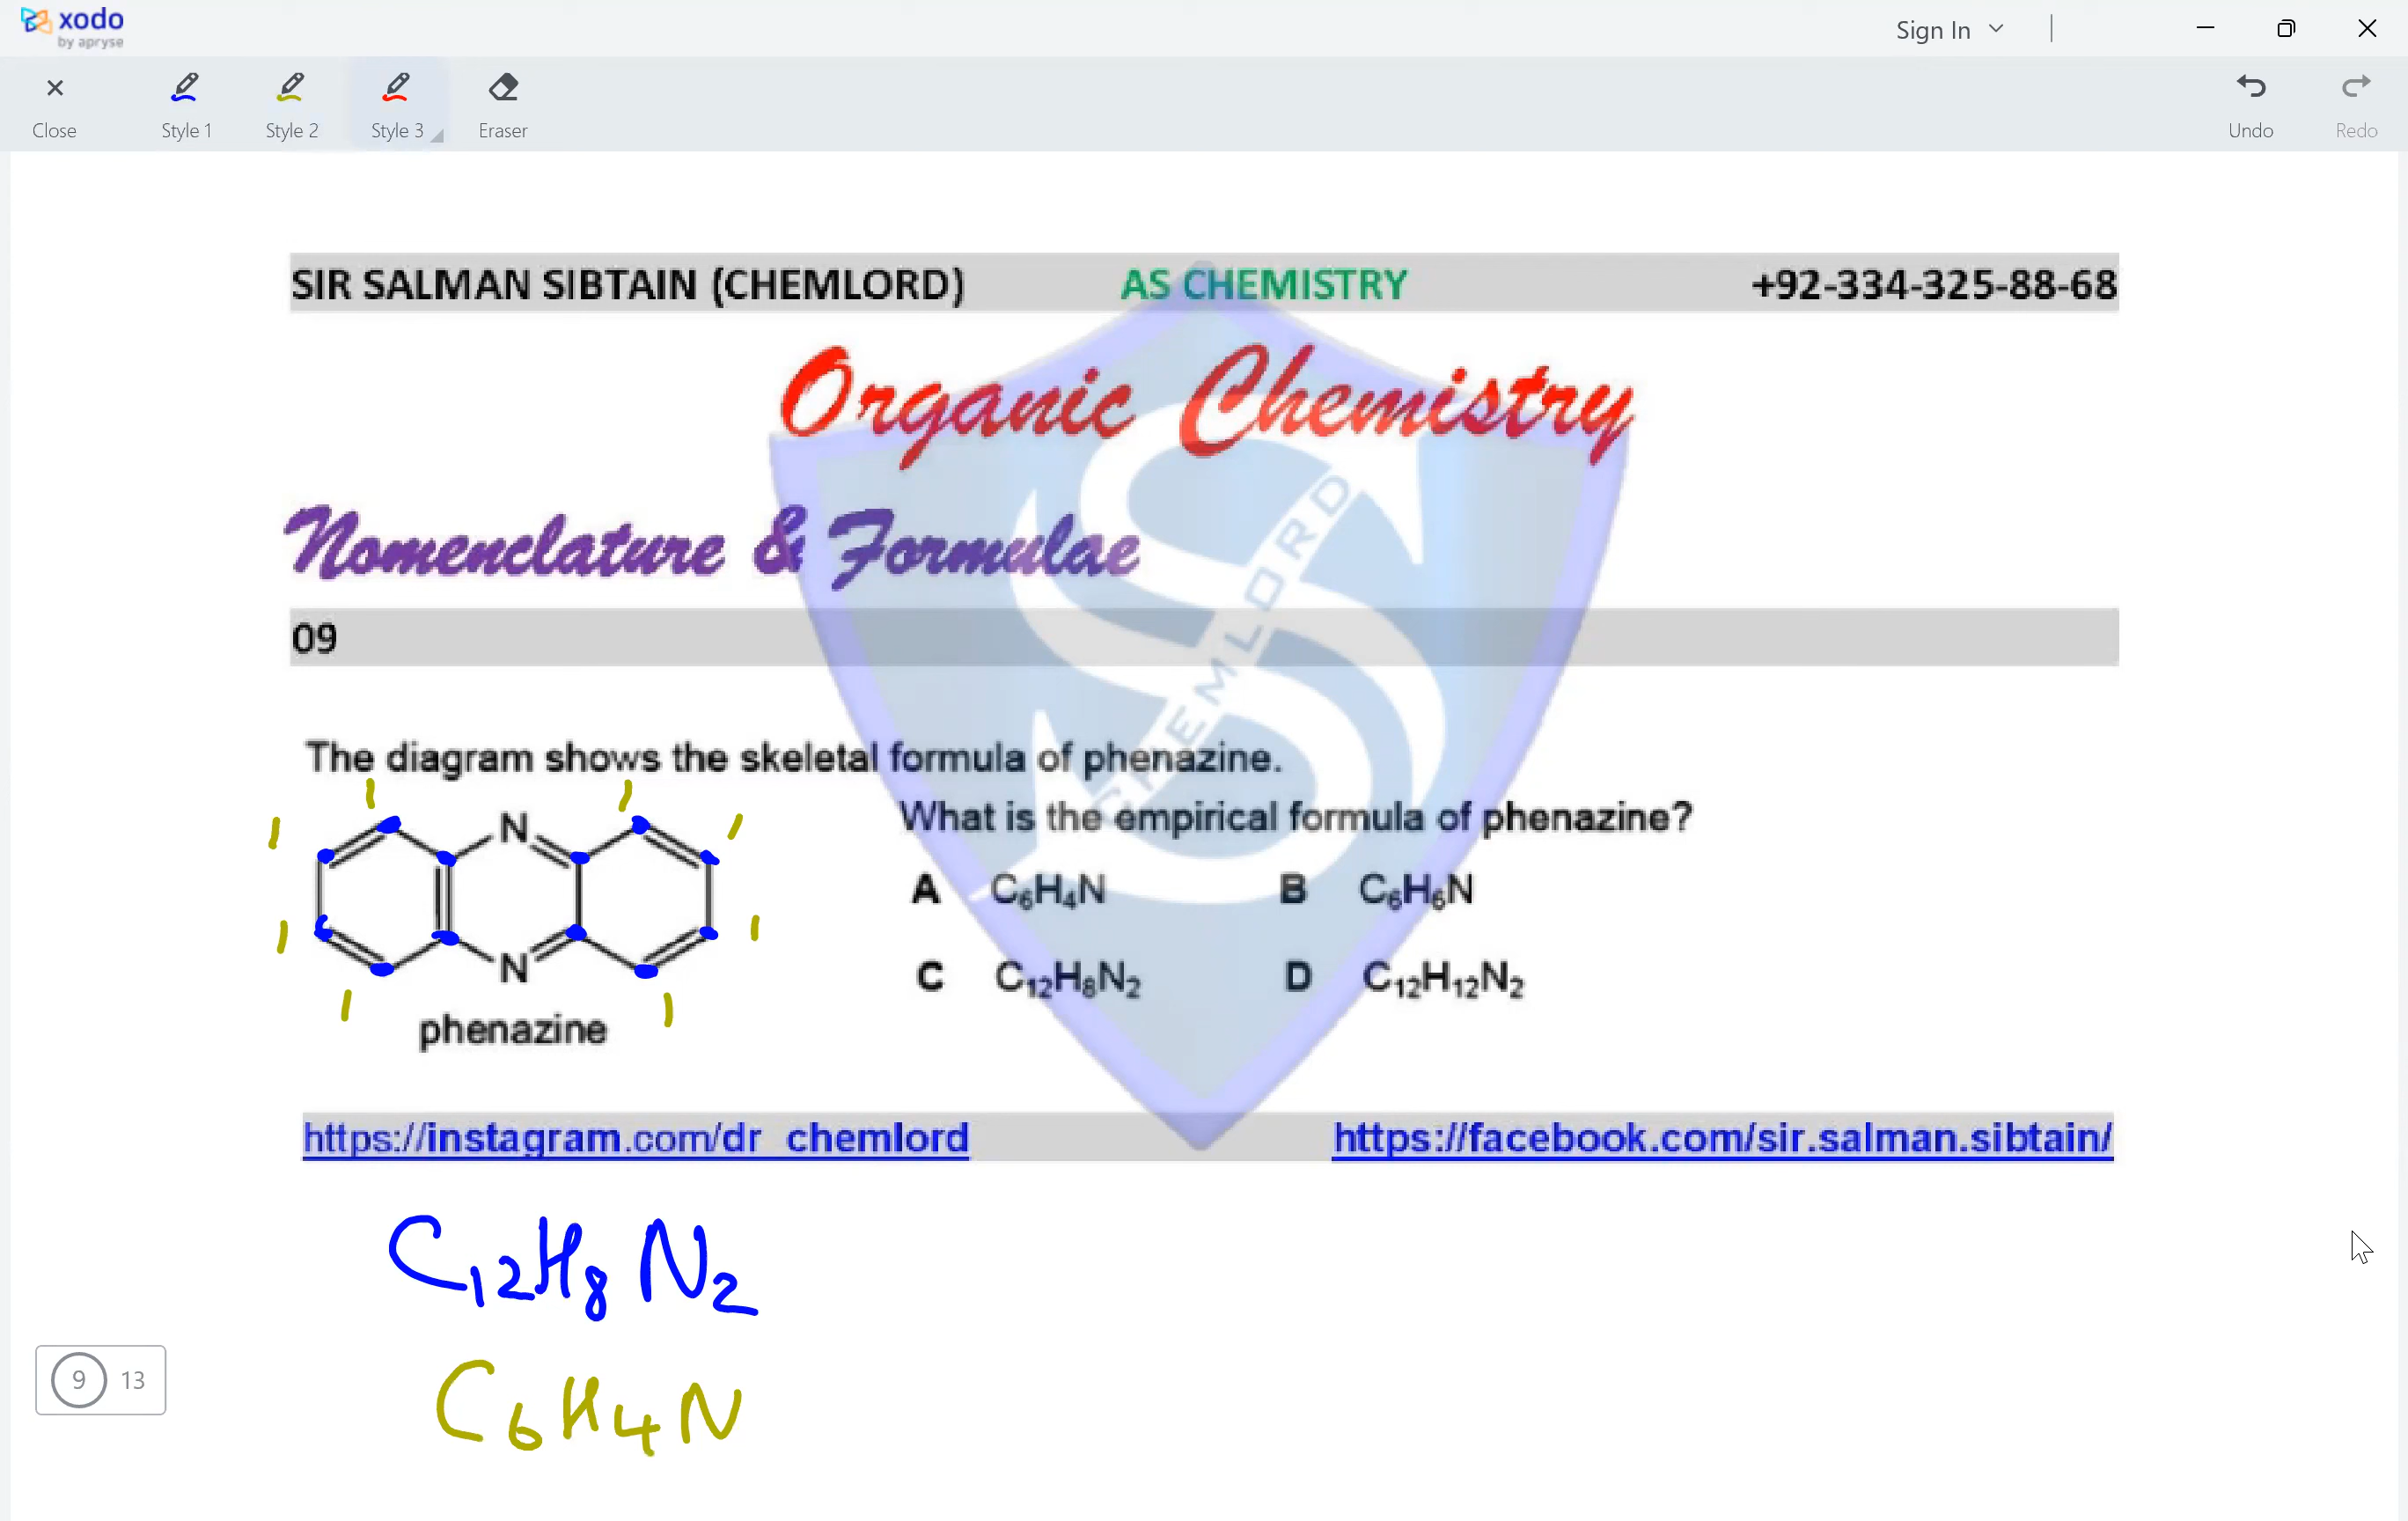 xodo
by apryse
Sign In
Close
Style 1
Style 2
Style 3
Eraser
Undo
Redo
SIR SALMAN SIBTAIN (CHEMLORD) AS CHEMISTRY +92-334-325-88-68
Organic Chemistry
Nomenclature & Formulae
09
CHEMLORD
The diagram shows the skeletal formula of phenazine.
What is the empirical formula of phenazine?
N
N
phenazine
A C₆H₄N B C₆H₆N
C C₁₂H₈N₂ D C₁₂H₁₂N₂
https://instagram.com/dr_chemlord https://facebook.com/sir.salman.sibtain/
C₁₂H₈N₂
C₆H₄N
9 13